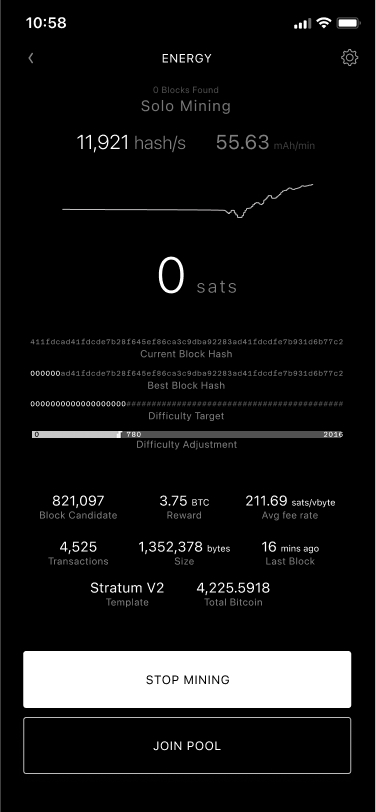 10:58
ENERGY
0 Blocks Found
Solo Mining
11,921 hash/s 55.63 mAh/min
0 sats
411fdcad41fdcde7b28f645ef86ca3c9dba92283ad41fdcdfe7b931d6b77c2
Current Block Hash
000000ad41fdcde7b28f645ef86ca3c9dba92283ad41fdcdfe7b931d6b77c2
Best Block Hash
0000000000000000000###########################################
Difficulty Target
0 780 2016
Difficulty Adjustment
821,097 3.75 BTC 211.69 sats/vbyte
Block Candidate Reward Avg fee rate
4,525 1,352,378 bytes 16 mins ago
Transactions Size Last Block
Stratum V2 4,225.5918
Template Total Bitcoin
STOP MINING
JOIN POOL